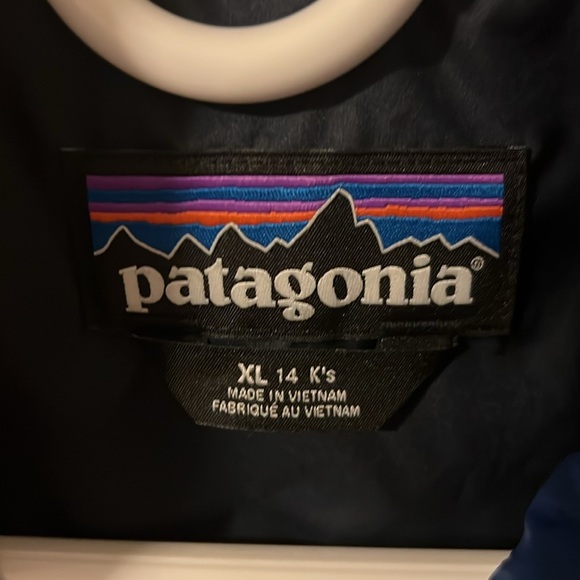 patagonia®
XL 14 K's
MADE IN VIETNAM
FABRIQUÉ AU VIETNAM